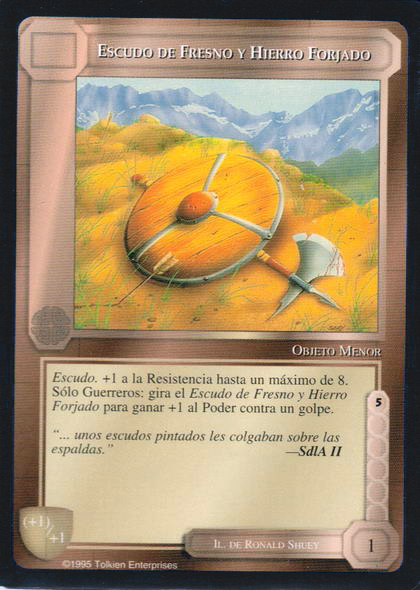 ESCUDO DE FRESNO Y HIERRO FORJADO
OBJETO MENOR
Escudo. +1 a la Resistencia hasta un máximo de 8.
Sólo Guerreros: gira el Escudo de Fresno y Hierro
Forjado para ganar +1 al Poder contra un golpe.
5
“... unos escudos pintados les colgaban sobre las
espaldas.” —SdlA II
(+1)/+1
IL. DE RONALD SHUEY
1
©1995 Tolkien Enterprises